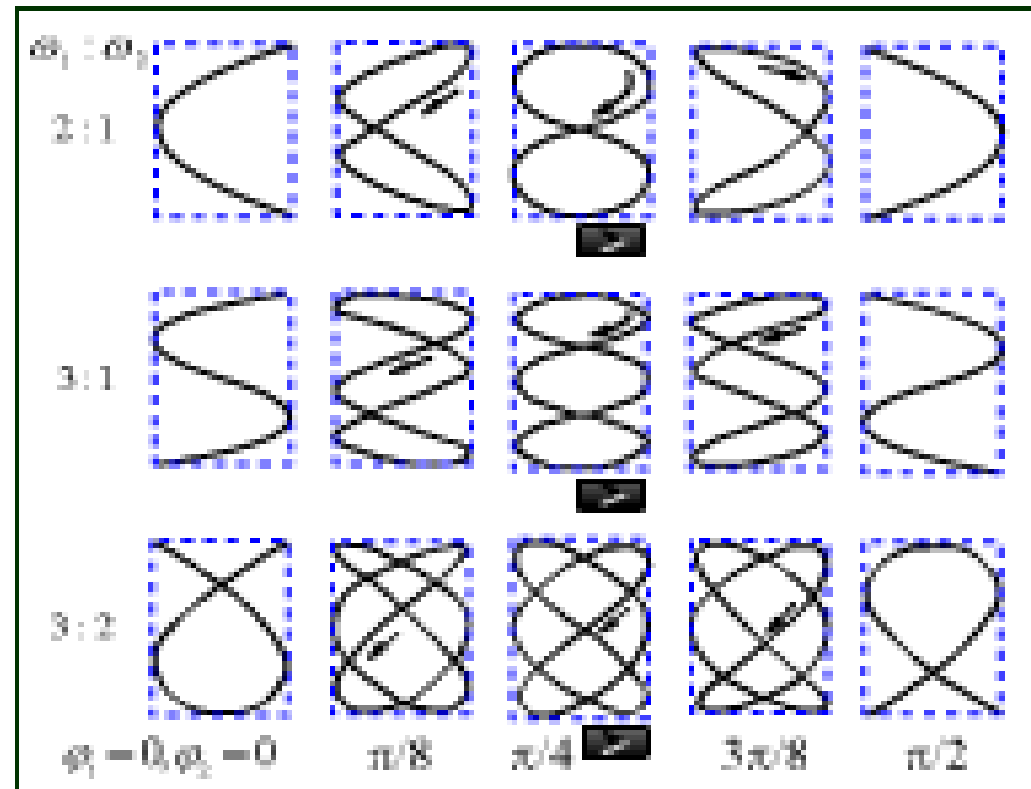 ω₁ : ω₂
2 : 1
3 : 1
3 : 2
φ₁ = 0, φ₂ = 0 π/8 π/4 3π/8 π/2